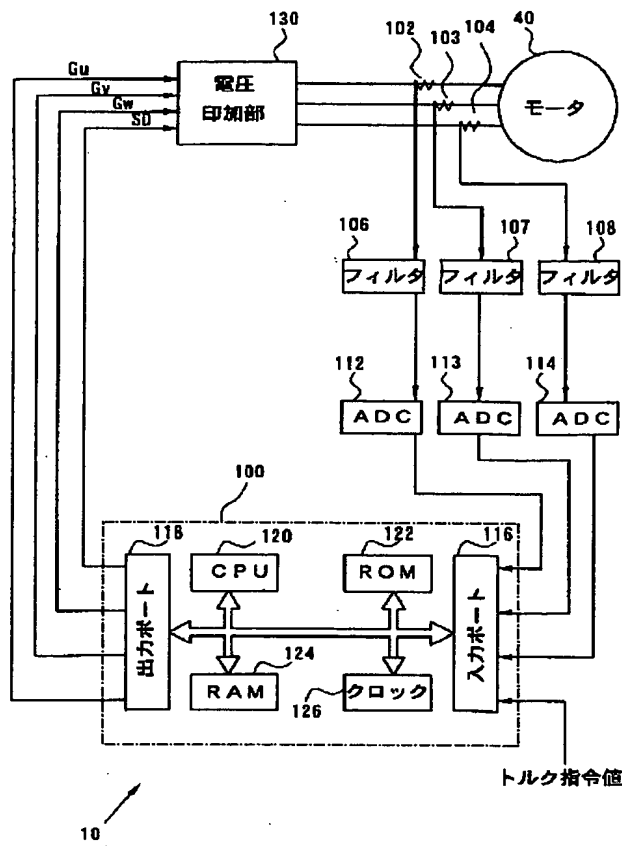 130
102
103
104
40
Gu
Gv
Gw
SD
電圧
印加部
モータ
106
107
108
フィルタ
フィルタ
フィルタ
112
113
114
ADC
ADC
ADC
100
118
120
122
116
CPU
ROM
出力ポート
入力ポート
124
RAM
126
クロック
トルク指令値
10